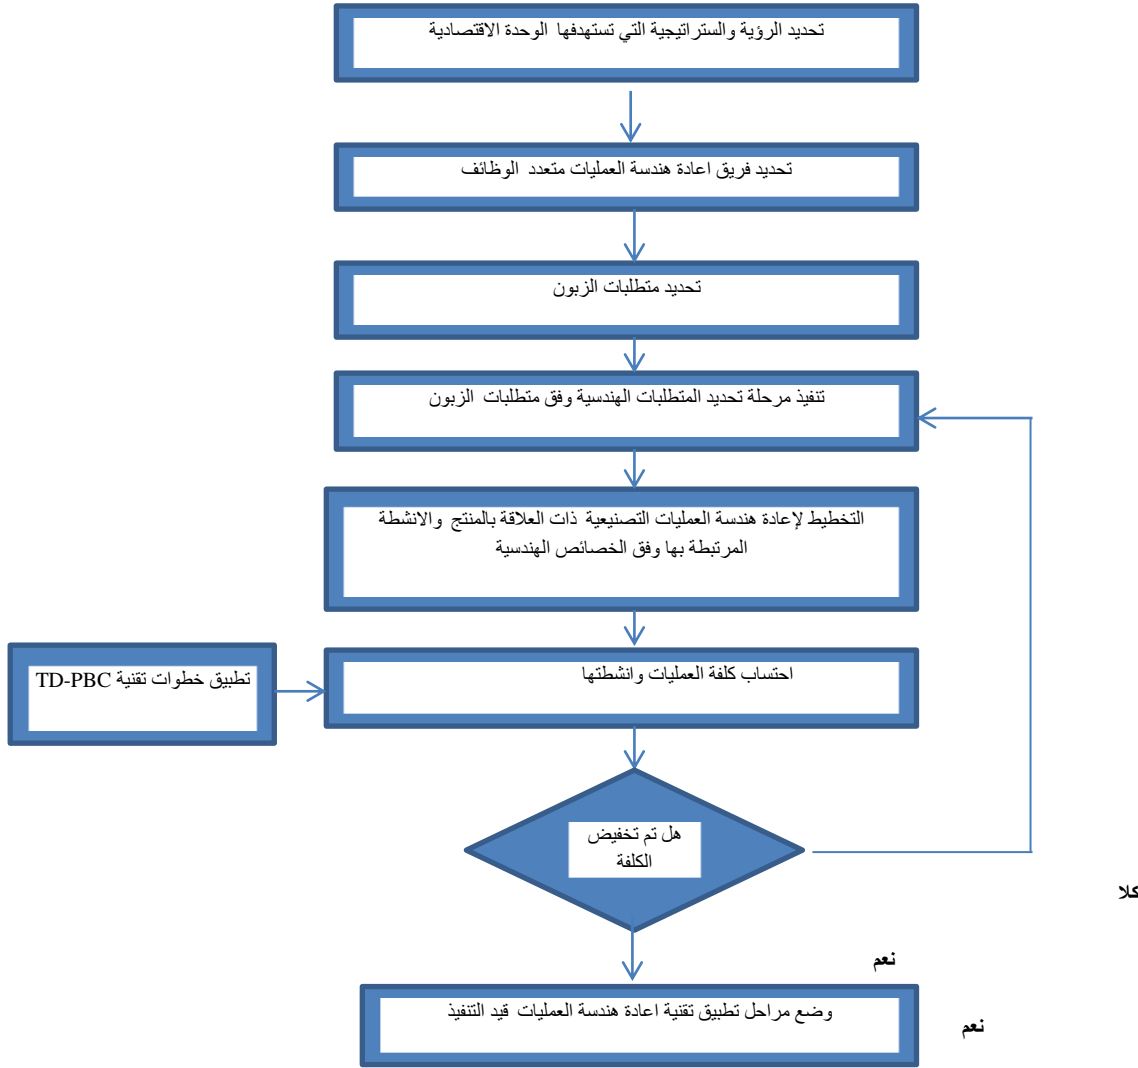 تحديد الرؤية والستراتيجية التي تستهدفها الوحدة الاقتصادية
تحديد فريق اعادة هندسة العمليات متعدد الوظائف
تحديد متطلبات الزبون
تنفيذ مرحلة تحديد المتطلبات الهندسية وفق متطلبات الزبون
التخطيط لإعادة هندسة العمليات التصنيعية ذات العلاقة بالمنتج والانشطة
المرتبطة بها وفق الخصائص الهندسية
احتساب كلفة العمليات وانشطتها
تطبيق خطوات تقنية TD-PBC
هل تم تخفيض
الكلفة
كلا
نعم
وضع مراحل تطبيق تقنية اعادة هندسة العمليات قيد التنفيذ
نعم